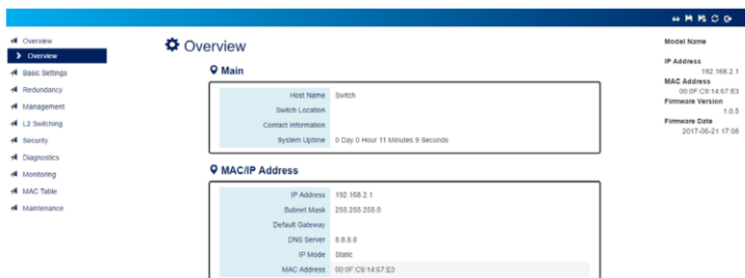 Overview
Overview
Basic Settings
Redundancy
Management
L2 Switching
Security
Diagnostics
Monitoring
MAC Table
Maintenance
Overview
Main
Host Name Switch
Switch Location
Contact Information
System Uptime 0 Day 0 Hour 11 Minutes 9 Seconds
MAC/IP Address
IP Address 192.168.2.1
Subnet Mask 255.255.255.0
Default Gateway
DNS Server 8.8.8.8
IP Mode Static
MAC Address 00:0F:C9:14:67:E3
Model Name
IP Address
192.168.2.1
MAC Address
00:0F:C9:14:67:E3
Firmware Version
1.0.5
Firmware Date
2017-06-21 17:08